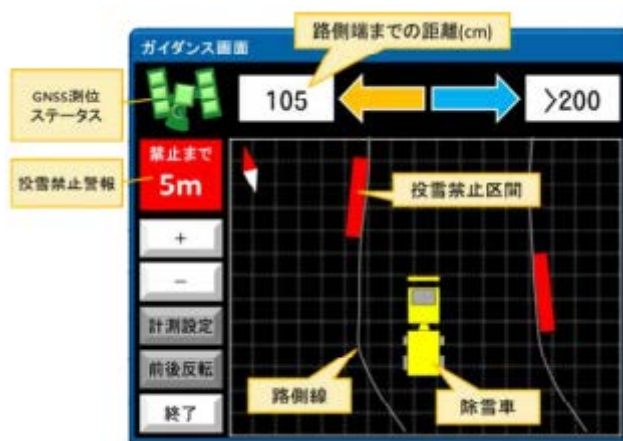 路側端までの距離(cm)
ガイダンス画面
GNSS測位
ステータス
105
>200
投雪禁止警報
禁止まで
5m
投雪禁止区間
+
−
計測設定
前後反転
終了
路側線
除雪車